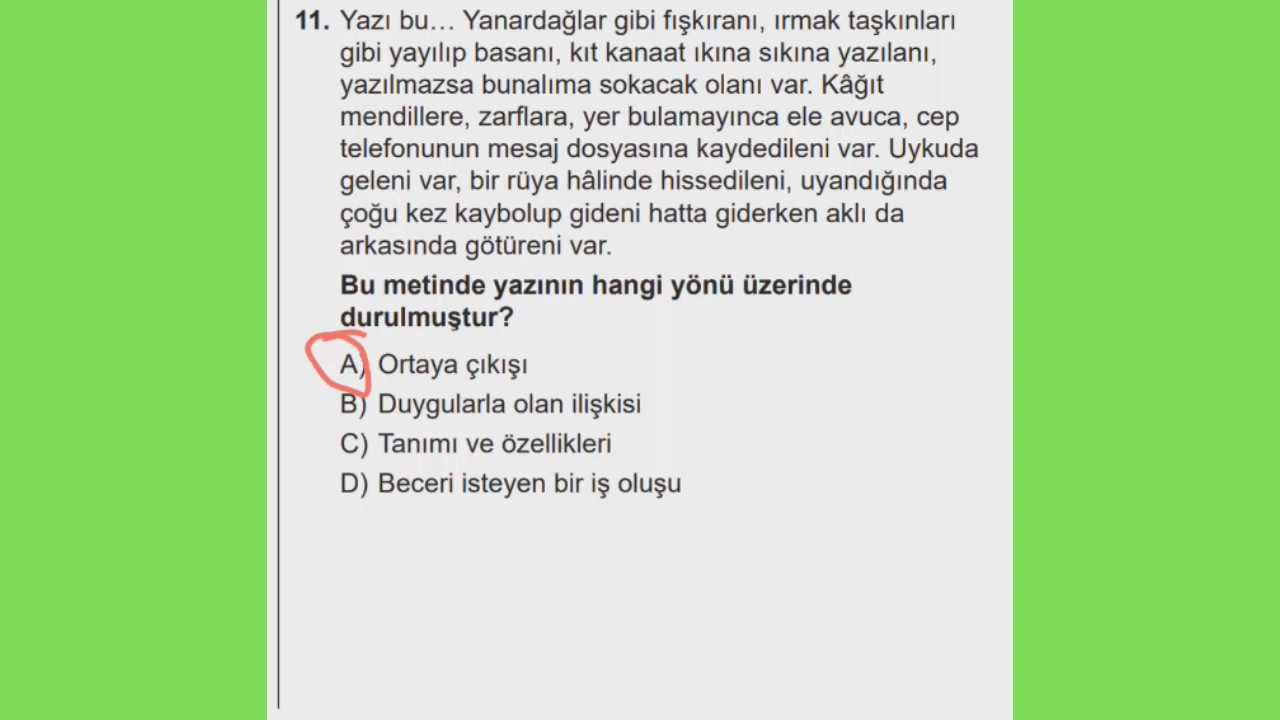 11. Yazı bu… Yanardağlar gibi fışkıranı, ırmak taşkınları
gibi yayılıp basanı, kıt kanaat ıkına sıkına yazılanı,
yazılmazsa bunalıma sokacak olanı var. Kâğıt
mendillere, zarflara, yer bulamayınca ele avuca, cep
telefonunun mesaj dosyasına kaydedileni var. Uykuda
geleni var, bir rüya hâlinde hissedileni, uyandığında
çoğu kez kaybolup gideni hatta giderken aklı da
arkasında götüreni var.
Bu metinde yazının hangi yönü üzerinde
durulmuştur?
A) Ortaya çıkışı
B) Duygularla olan ilişkisi
C) Tanımı ve özellikleri
D) Beceri isteyen bir iş oluşu